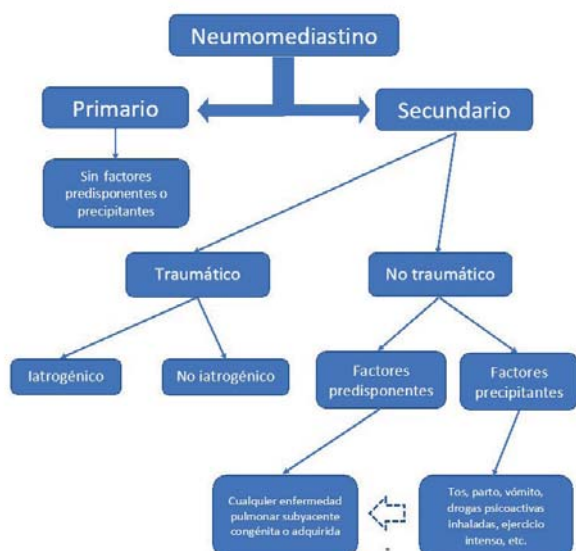 Neumomediastino
Primario
Secundario
Sin factores
predisponentes o
precipitantes
Traumático
No traumático
Iatrogénico
No iatrogénico
Factores
predisponentes
Factores
precipitantes
Cualquier enfermedad
pulmonar subyacente
congénita o adquirida
Tos, parto, vómito,
drogas psicoactivas
inhaladas, ejercicio
intenso, etc.